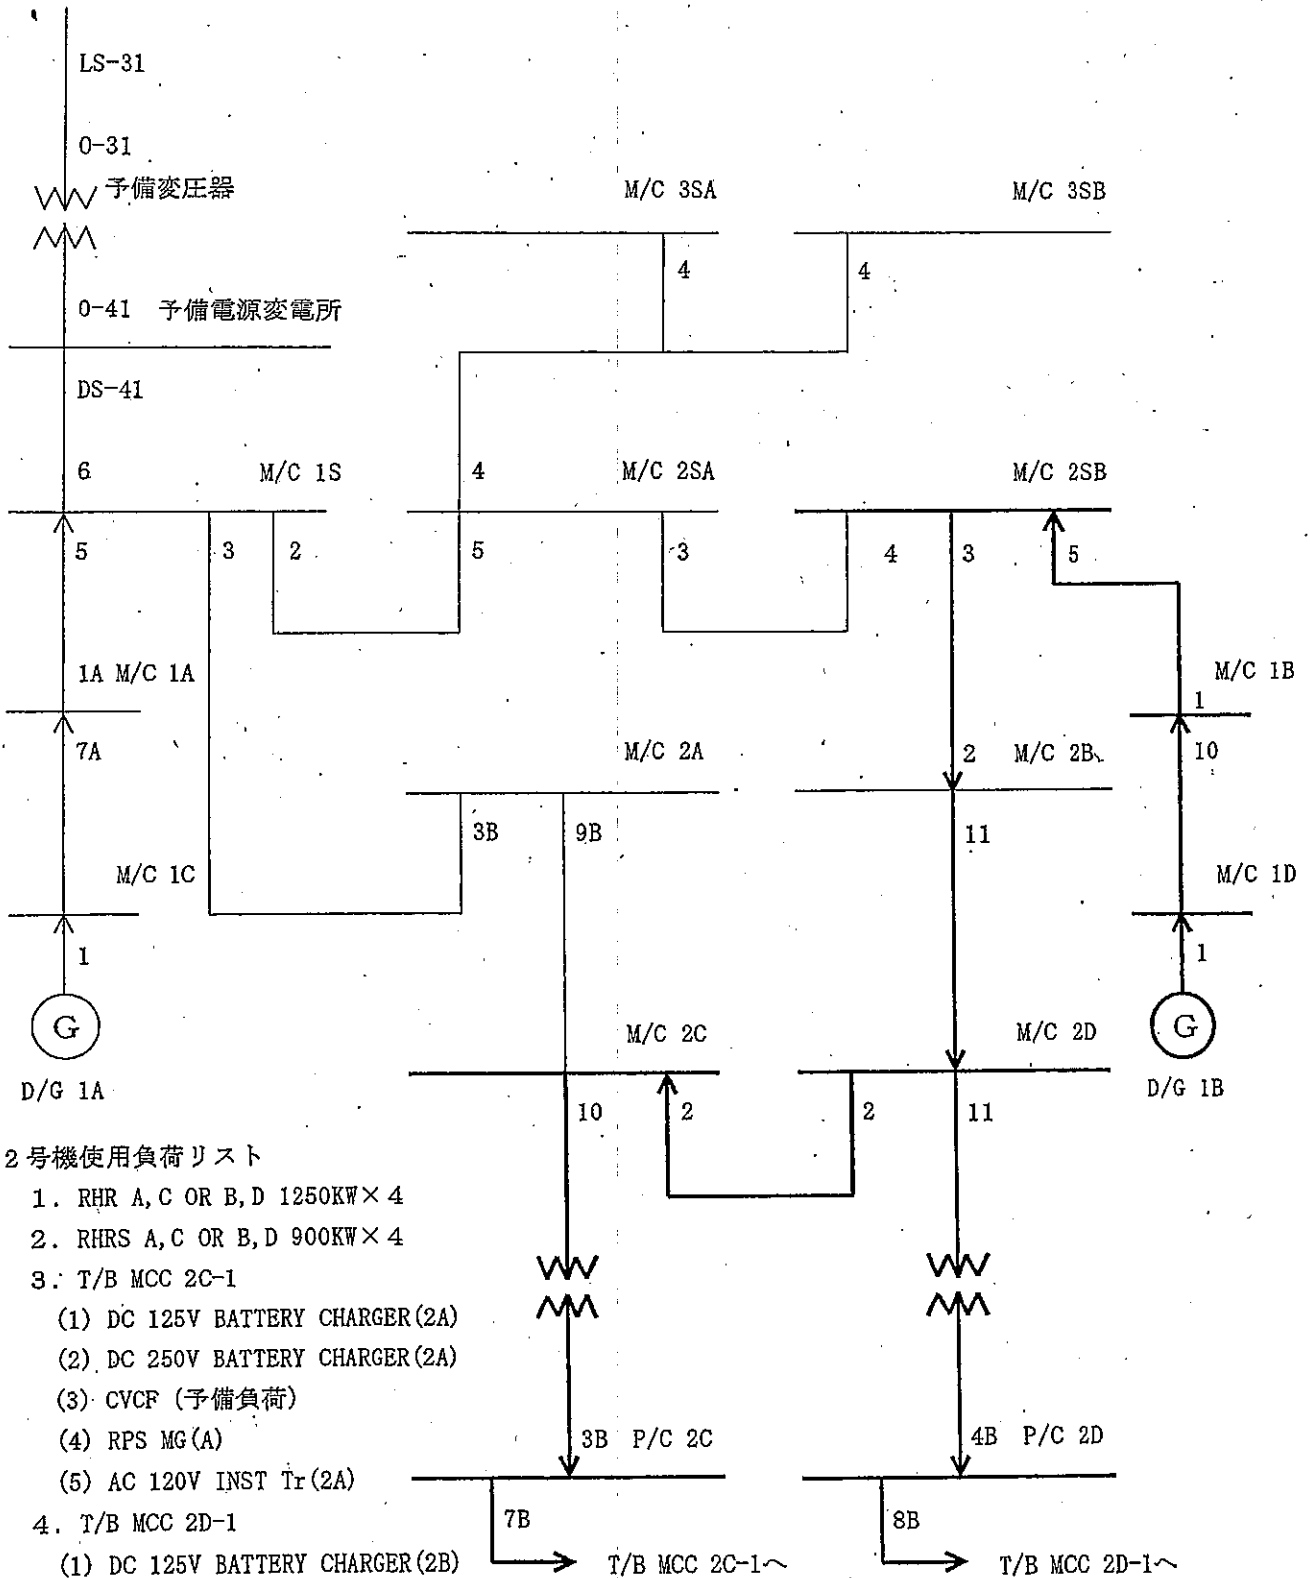 LS-31
0-31
予備変圧器
M/C 3SA
M/C 3SB
4
4
0-41 予備電源変電所
DS-41
6
M/C 1S
4
M/C 2SA
M/C 2SB
5
3
2
5
3
4
3
5
1A M/C 1A
M/C 1B
1
7A
M/C 2A
2
M/C 2B
10
3B
9B
11
M/C 1C
M/C 1D
1
1
G
M/C 2C
M/C 2D
G
D/G 1A
D/G 1B
10
2
2
11
2号機使用負荷リスト
1. RHR A,C OR B,D 1250KW×4
2. RHRS A,C OR B,D 900KW×4
3. T/B MCC 2C-1
(1) DC 125V BATTERY CHARGER(2A)
(2) DC 250V BATTERY CHARGER(2A)
(3) CVCF (予備負荷)
(4) RPS MG(A)
(5) AC 120V INST Tr(2A)
4. T/B MCC 2D-1
(1) DC 125V BATTERY CHARGER(2B)
3B P/C 2C
4B P/C 2D
7B
8B
T/B MCC 2C-1～
T/B MCC 2D-1～